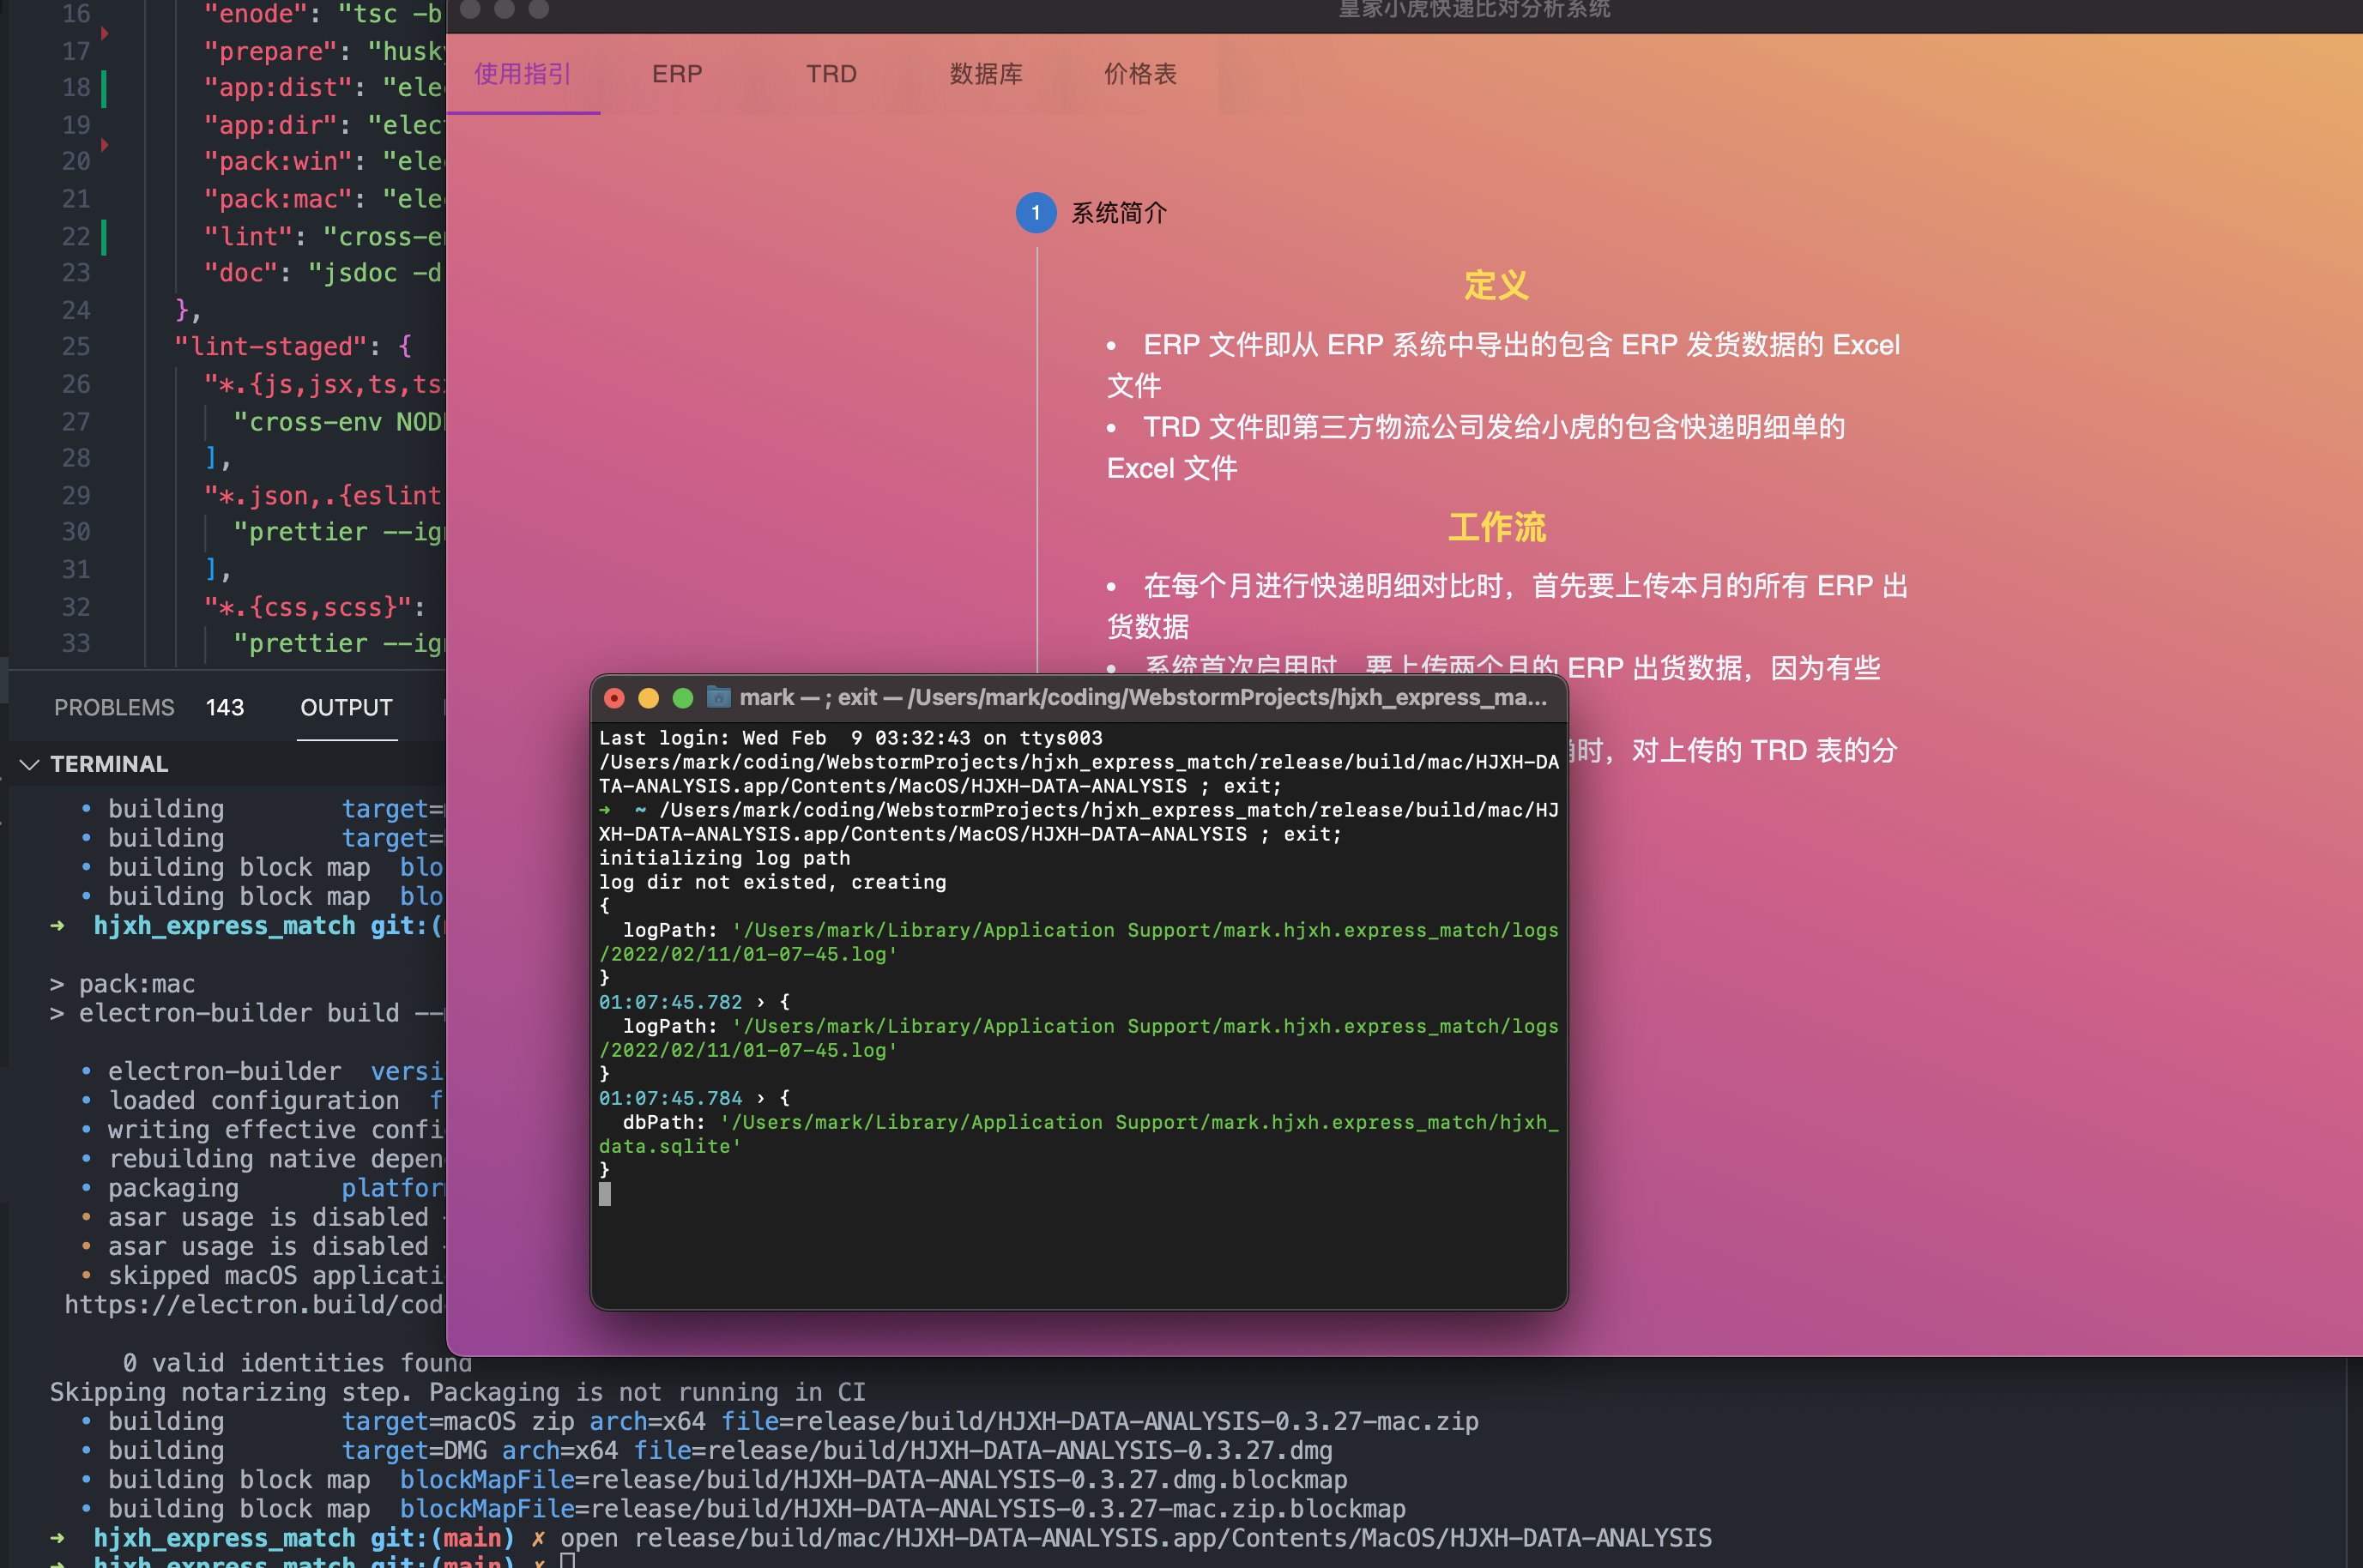 16 "enode": "tsc -b
17 "prepare": "husky
18 "app:dist": "elec
19 "app:dir": "elect
20 "pack:win": "elec
21 "pack:mac": "elec
22 "lint": "cross-en
23 "doc": "jsdoc -d
24 },
25 "lint-staged": {
26 "*.{js,jsx,ts,tsx
27 "cross-env NOD
28 ],
29 "*.json,.{eslint
30 "prettier --ign
31 ],
32 "*.{css,scss}":
33 "prettier --ign
PROBLEMS 143 OUTPUT
TERMINAL
• building target=
• building target=
• building block map blo
• building block map blo
➜ hjxh_express_match git:(
> pack:mac
> electron-builder build --
• electron-builder versi
• loaded configuration f
• writing effective confi
• rebuilding native depen
• packaging platfor
• asar usage is disabled
• asar usage is disabled
• skipped macOS applicati
https://electron.build/cod
0 valid identities found
Skipping notarizing step. Packaging is not running in CI
• building target=macOS zip arch=x64 file=release/build/HJXH-DATA-ANALYSIS-0.3.27-mac.zip
• building target=DMG arch=x64 file=release/build/HJXH-DATA-ANALYSIS-0.3.27.dmg
• building block map blockMapFile=release/build/HJXH-DATA-ANALYSIS-0.3.27.dmg.blockmap
• building block map blockMapFile=release/build/HJXH-DATA-ANALYSIS-0.3.27-mac.zip.blockmap
➜ hjxh_express_match git:(main) ✗ open release/build/mac/HJXH-DATA-ANALYSIS.app/Contents/MacOS/HJXH-DATA-ANALYSIS
➜ hjxh_express_match git:(main) ✗
皇家小虎快递比对分析系统
使用指引 ERP TRD 数据库 价格表
1 系统简介
定义
• ERP 文件即从 ERP 系统中导出的包含 ERP 发货数据的 Excel
文件
• TRD 文件即第三方物流公司发给小虎的包含快递明细单的
Excel 文件
工作流
• 在每个月进行快递明细对比时，首先要上传本月的所有 ERP 出
货数据
• 系统首次启用时，要上传两个月的 ERP 出货数据，因为有些
时，对上传的 TRD 表的分
mark — ; exit — /Users/mark/coding/WebstormProjects/hjxh_express_ma...
Last login: Wed Feb  9 03:32:43 on ttys003
/Users/mark/coding/WebstormProjects/hjxh_express_match/release/build/mac/HJXH-DA
TA-ANALYSIS.app/Contents/MacOS/HJXH-DATA-ANALYSIS ; exit;
➜ ~ /Users/mark/coding/WebstormProjects/hjxh_express_match/release/build/mac/HJ
XH-DATA-ANALYSIS.app/Contents/MacOS/HJXH-DATA-ANALYSIS ; exit;
initializing log path
log dir not existed, creating
{
logPath: '/Users/mark/Library/Application Support/mark.hjxh.express_match/logs
/2022/02/11/01-07-45.log'
}
01:07:45.782 › {
logPath: '/Users/mark/Library/Application Support/mark.hjxh.express_match/logs
/2022/02/11/01-07-45.log'
}
01:07:45.784 › {
dbPath: '/Users/mark/Library/Application Support/mark.hjxh.express_match/hjxh_
data.sqlite'
}